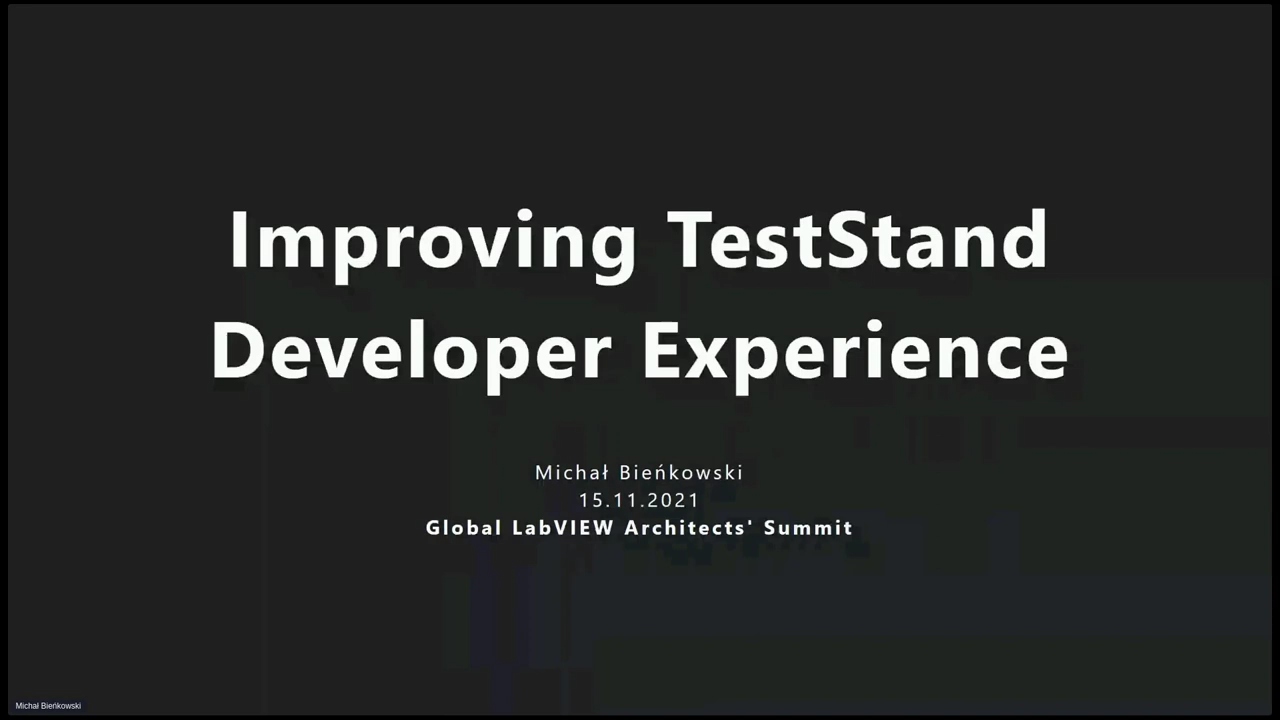 Improving TestStand
Developer Experience
Michał Bieńkowski
15.11.2021
Global LabVIEW Architects' Summit
Michał Bieńkowski